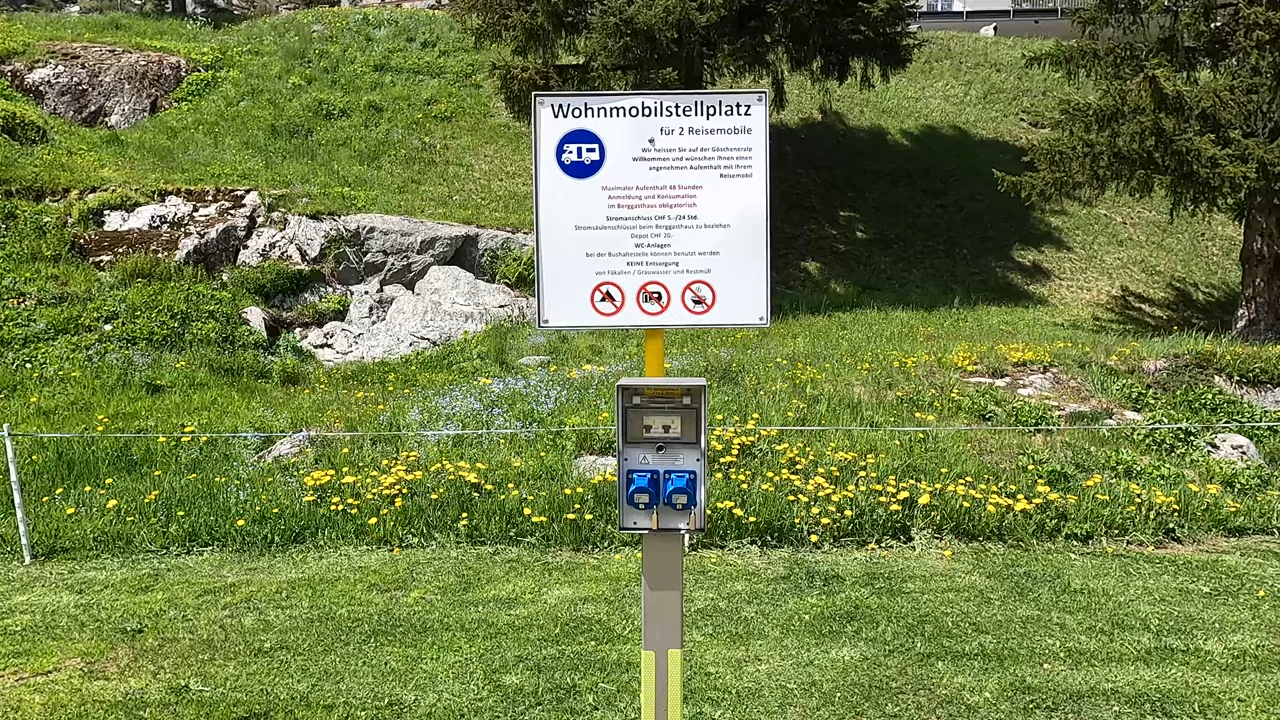 Wohnmobilstellplatz
für 2 Reisemobile
Wir heissen Sie auf der Göscheneralp
Willkommen und wünschen Ihnen einen
angenehmen Aufenthalt mit Ihrem
Reisemobil
Maximaler Aufenthalt 48 Stunden
Anmeldung und Konsumation
im Berggasthaus obligatorisch
Stromanschluss CHF 5.-/24 Std.
Stromsäulenschlüssel beim Berggasthaus zu beziehen
Depot CHF 20.-
WC-Anlagen
bei der Bushaltestelle können benutzt werden
KEINE Entsorgung
von Fäkalien / Grauwasser und Restmüll